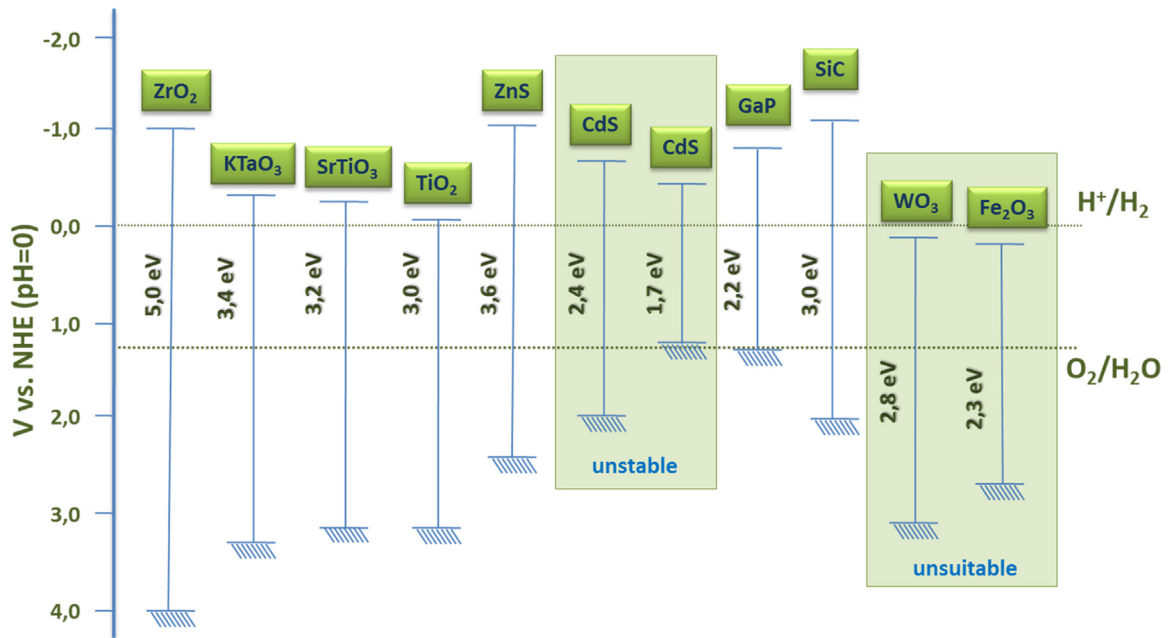 -2,0
-1,0
0,0
1,0
2,0
3,0
4,0
V vs. NHE (pH=0)
ZrO₂
KTaO₃
SrTiO₃
TiO₂
ZnS
CdS
CdS
GaP
SiC
WO₃
Fe₂O₃
H⁺/H₂
O₂/H₂O
5,0 eV
3,4 eV
3,2 eV
3,0 eV
3,6 eV
2,4 eV
1,7 eV
2,2 eV
3,0 eV
2,8 eV
2,3 eV
unstable
unsuitable